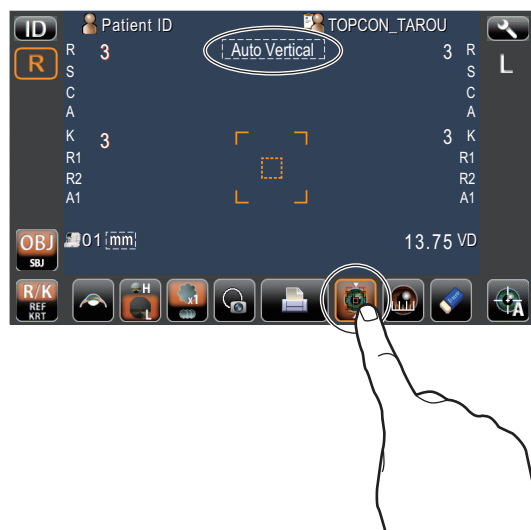 ID Patient ID TOPCON_TAROU
R R 3 Auto Vertical 3 R L
S S
C C
A A
K 3 3 K
R1 R1
R2 R2
A1 A1
OBJ 01 mm 13.75 VD
SBJ
R/K H x1
REF L
KRT A